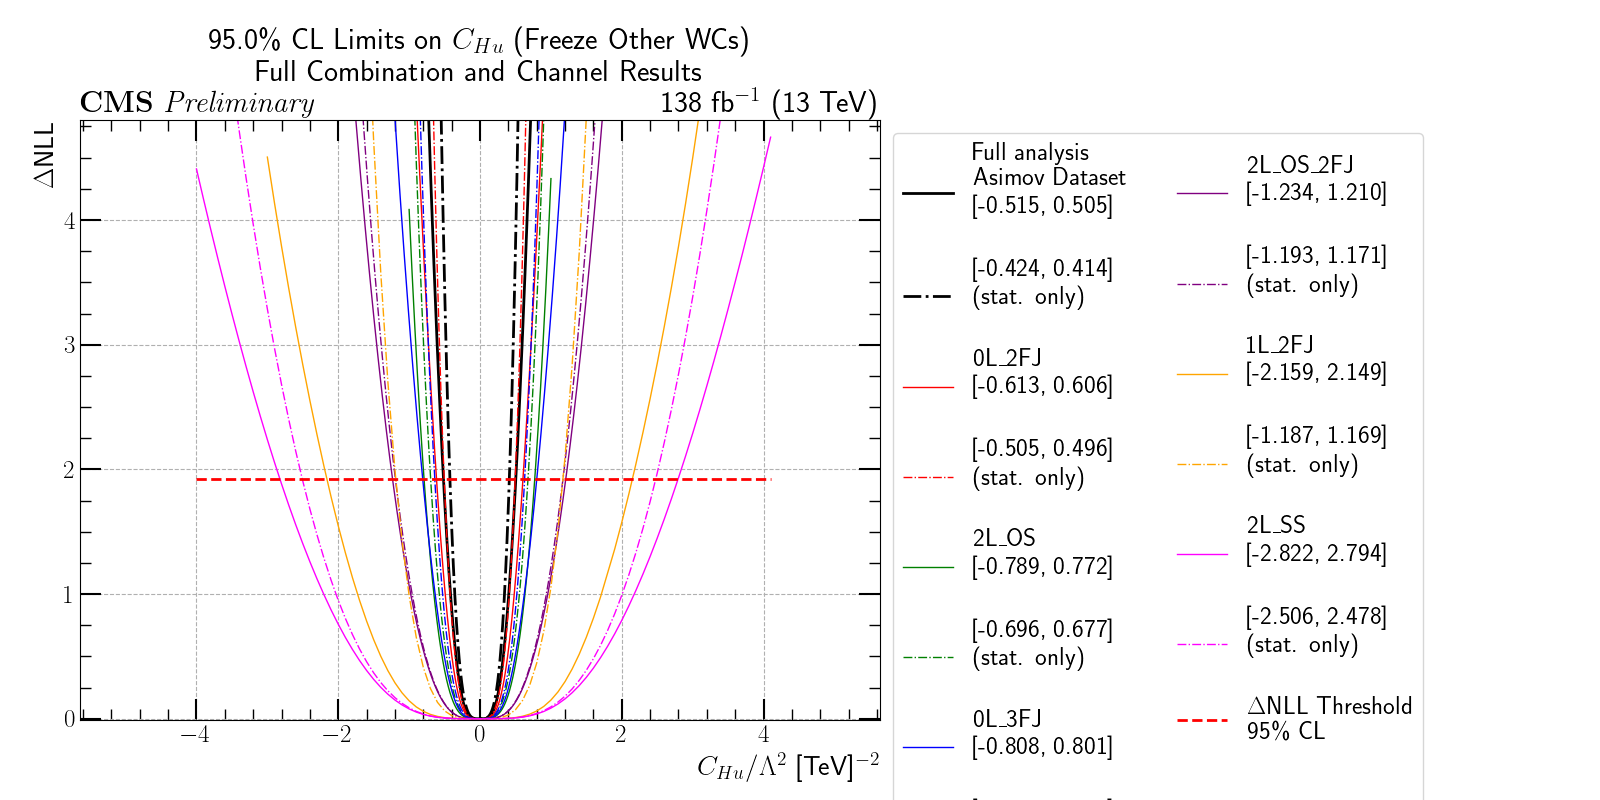 95.0% CL Limits on C_Hu (Freeze Other WCs)
Full Combination and Channel Results
CMS Preliminary
138 fb⁻¹ (13 TeV)
ΔNLL
4
3
2
1
0
−4
−2
0
2
4
C_Hu/Λ² [TeV]⁻²
Full analysis
Asimov Dataset
[-0.515, 0.505]
[-0.424, 0.414]
(stat. only)
0L_2FJ
[-0.613, 0.606]
[-0.505, 0.496]
(stat. only)
2L_OS
[-0.789, 0.772]
[-0.696, 0.677]
(stat. only)
0L_3FJ
[-0.808, 0.801]
2L_OS_2FJ
[-1.234, 1.210]
[-1.193, 1.171]
(stat. only)
1L_2FJ
[-2.159, 2.149]
[-1.187, 1.169]
(stat. only)
2L_SS
[-2.822, 2.794]
[-2.506, 2.478]
(stat. only)
ΔNLL Threshold
95% CL